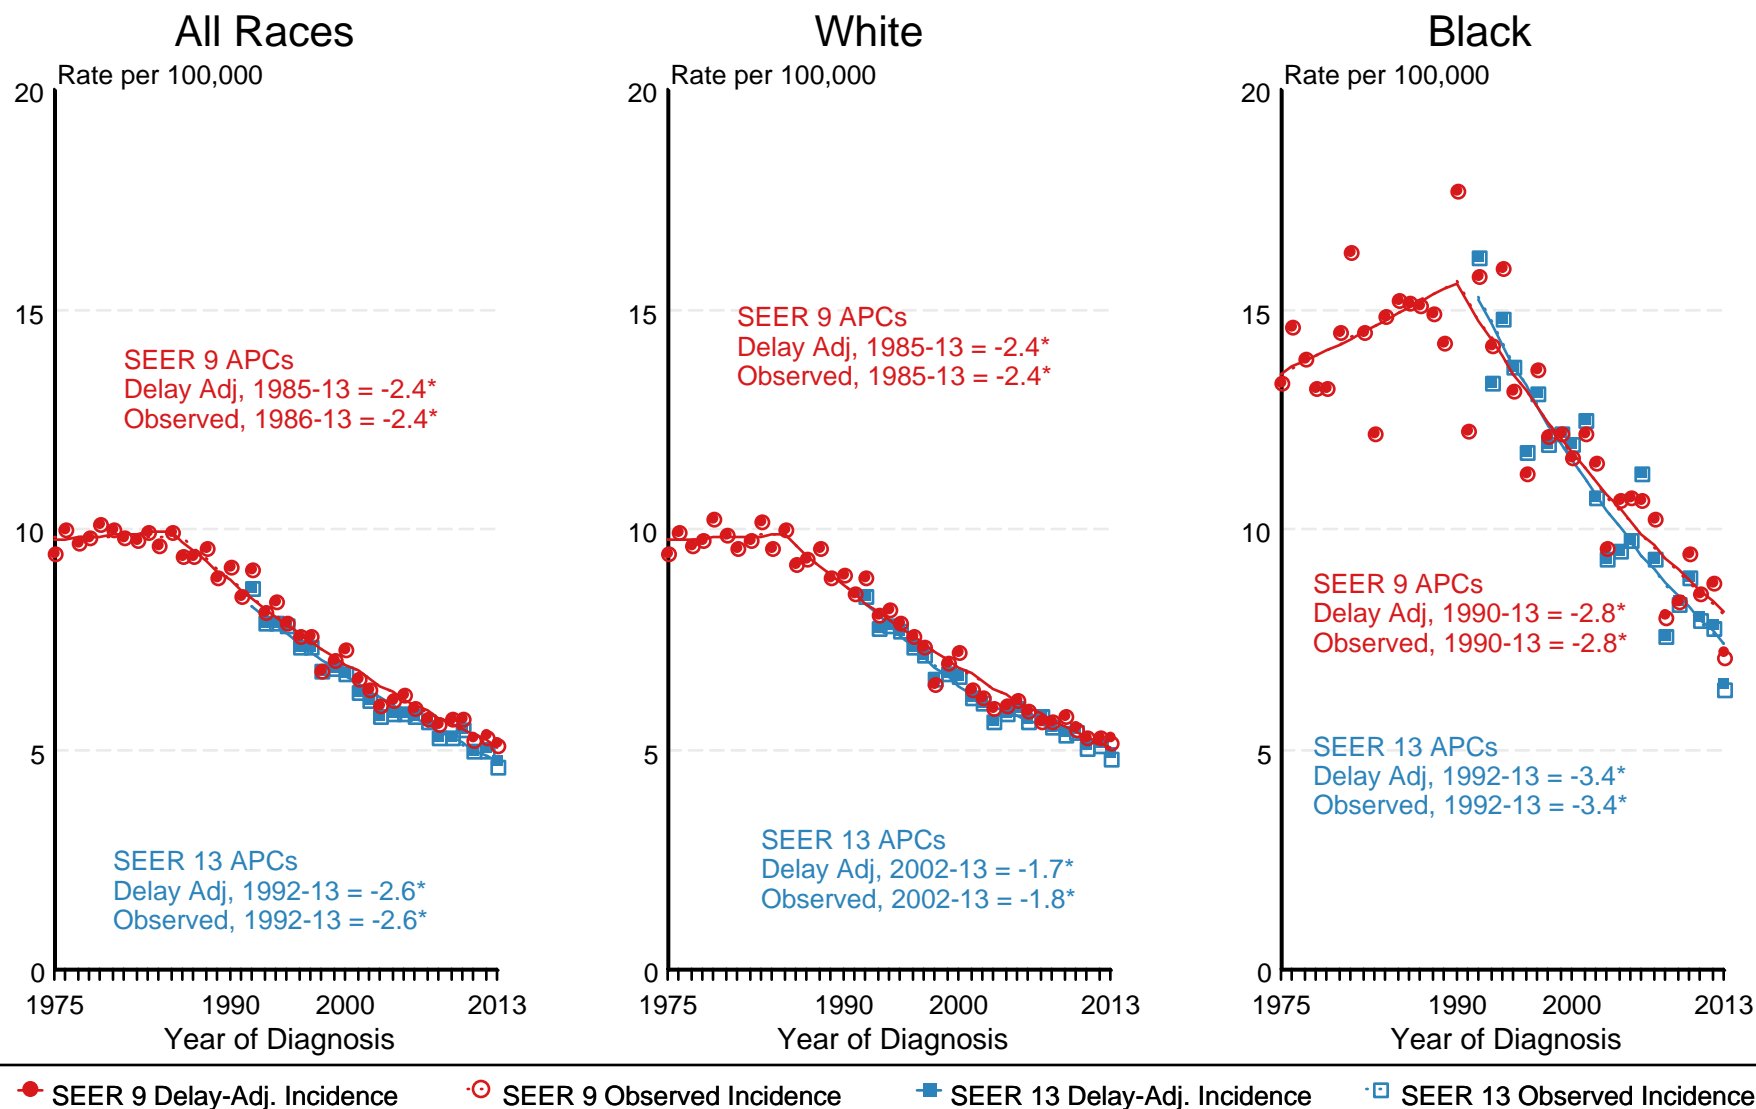 All Races
Rate per 100,000
20
15
10
5
0
SEER 9 APCs
Delay Adj, 1985-13 = -2.4*
Observed, 1986-13 = -2.4*
SEER 13 APCs
Delay Adj, 1992-13 = -2.6*
Observed, 1992-13 = -2.6*
1975 1990 2000 2013
Year of Diagnosis
White
Rate per 100,000
20
15
10
5
0
SEER 9 APCs
Delay Adj, 1985-13 = -2.4*
Observed, 1985-13 = -2.4*
SEER 13 APCs
Delay Adj, 2002-13 = -1.7*
Observed, 2002-13 = -1.8*
1975 1990 2000 2013
Year of Diagnosis
Black
Rate per 100,000
20
15
10
5
0
SEER 9 APCs
Delay Adj, 1990-13 = -2.8*
Observed, 1990-13 = -2.8*
SEER 13 APCs
Delay Adj, 1992-13 = -3.4*
Observed, 1992-13 = -3.4*
1975 1990 2000 2013
Year of Diagnosis
SEER 9 Delay-Adj. Incidence SEER 9 Observed Incidence SEER 13 Delay-Adj. Incidence SEER 13 Observed Incidence